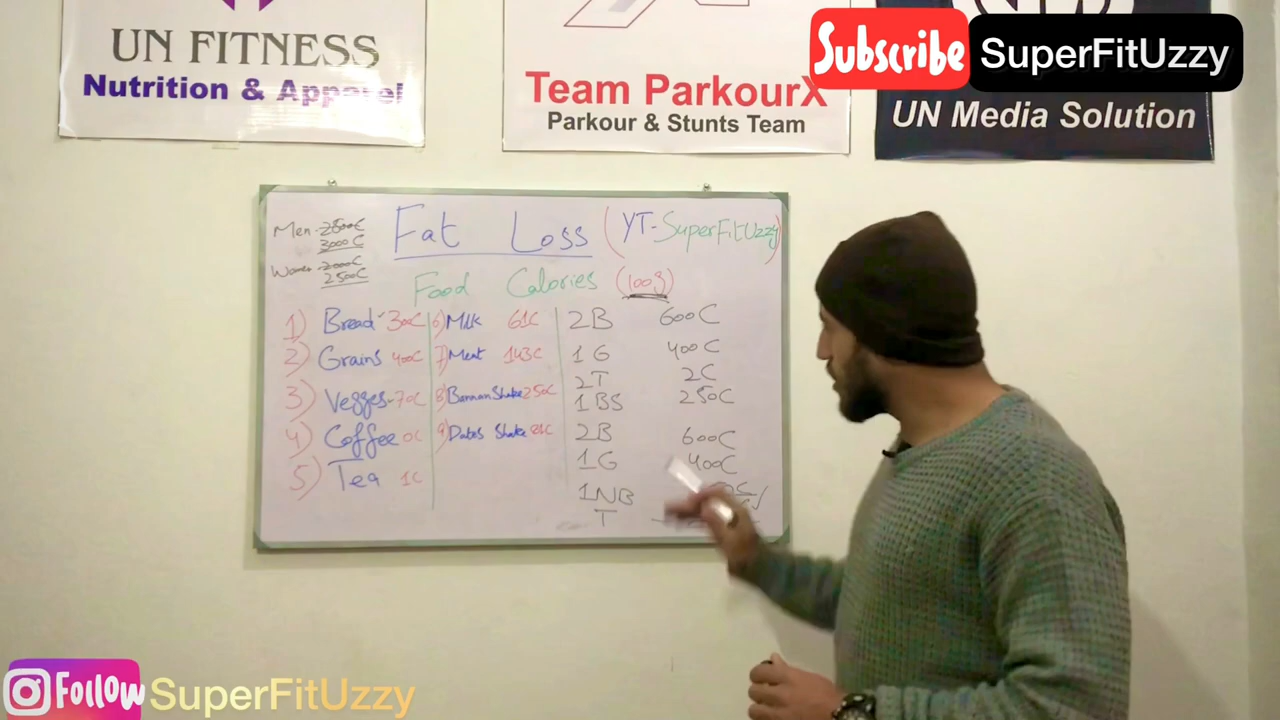 UN FITNESS
Nutrition & Apparel
Team ParkourX
Parkour & Stunts Team
Subscribe SuperFitUzzy
UN Media Solution
Men - 2500C
3000C
Women - 2000C
2500C
Fat Loss (YT-SuperFitUzzy)
Food Calories (100g)
1) Bread - 300C
2) Grains 400C
3) Vegges - 70C
4) Coffee 0C
5) Tea 1C
6) Milk 61C
7) Meat 143C
8) Banana Shake 250C
9) Dates Shake
2B 600C
1G 400C
2T 2C
1BS 250C
2B 600C
1G 400C
1NB
T
Follow SuperFitUzzy